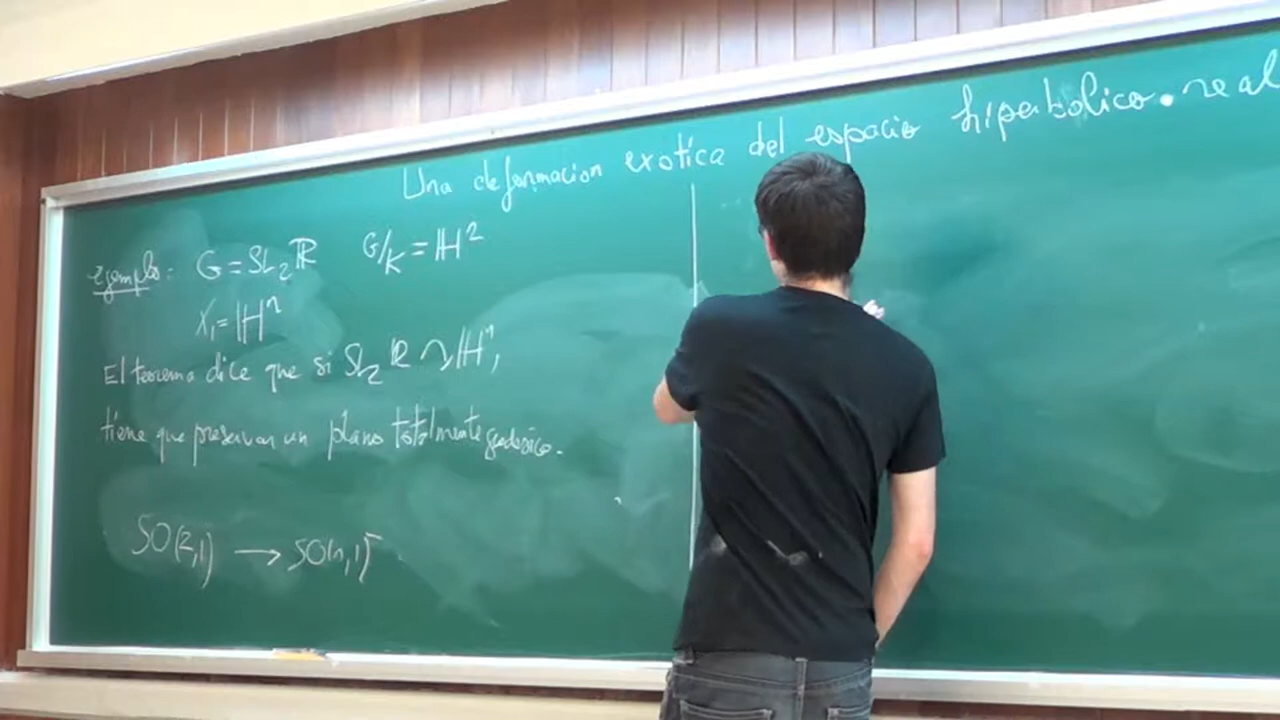 Una deformacion exotica del espacio hiperbolico real
ejemplo: G = SL₂ℝ G/K = ℍ²
X₁ = ℍⁿ
El teorema dice que si SL₂ ℝ ↷ ℍⁿ,
tiene que preservar un plano totalmente geodesico.
SO(2,1) → SO(n,1)